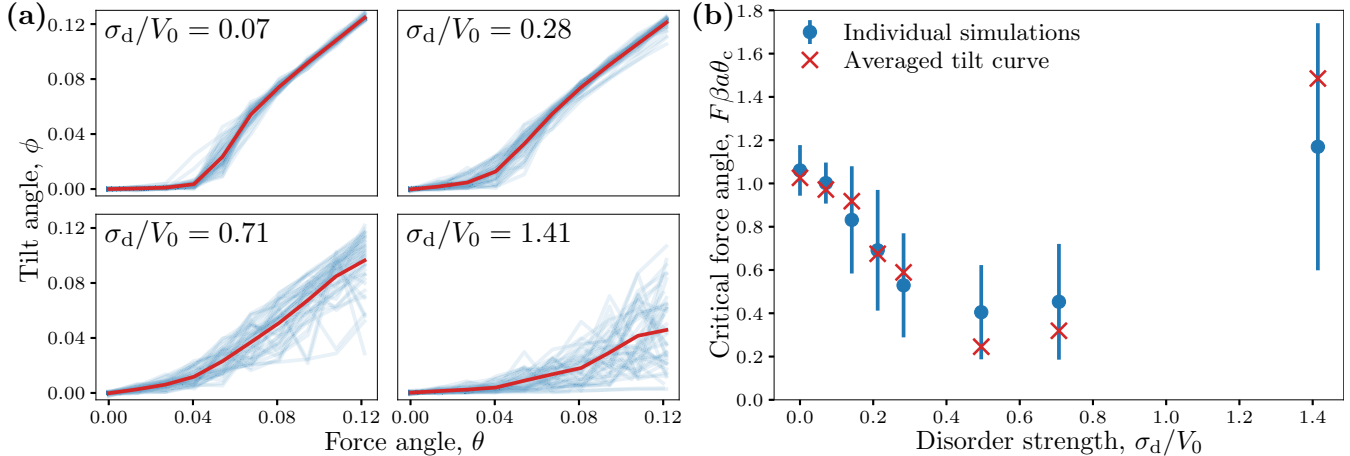 (a)
σd/V0 = 0.07
σd/V0 = 0.28
0.12
0.08
0.04
0.00
σd/V0 = 0.71
σd/V0 = 1.41
0.12
0.08
0.04
0.00
Tilt angle, ϕ
0.00 0.04 0.08 0.12
0.00 0.04 0.08 0.12
Force angle, θ
(b)
Individual simulations
Averaged tilt curve
1.8
1.6
1.4
1.2
1.0
0.8
0.6
0.4
0.2
0.0
Critical force angle, Fβaθc
0.0 0.2 0.4 0.6 0.8 1.0 1.2 1.4
Disorder strength, σd/V0